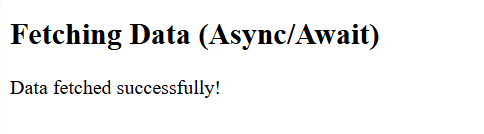 Fetching Data (Async/Await)
Data fetched successfully!